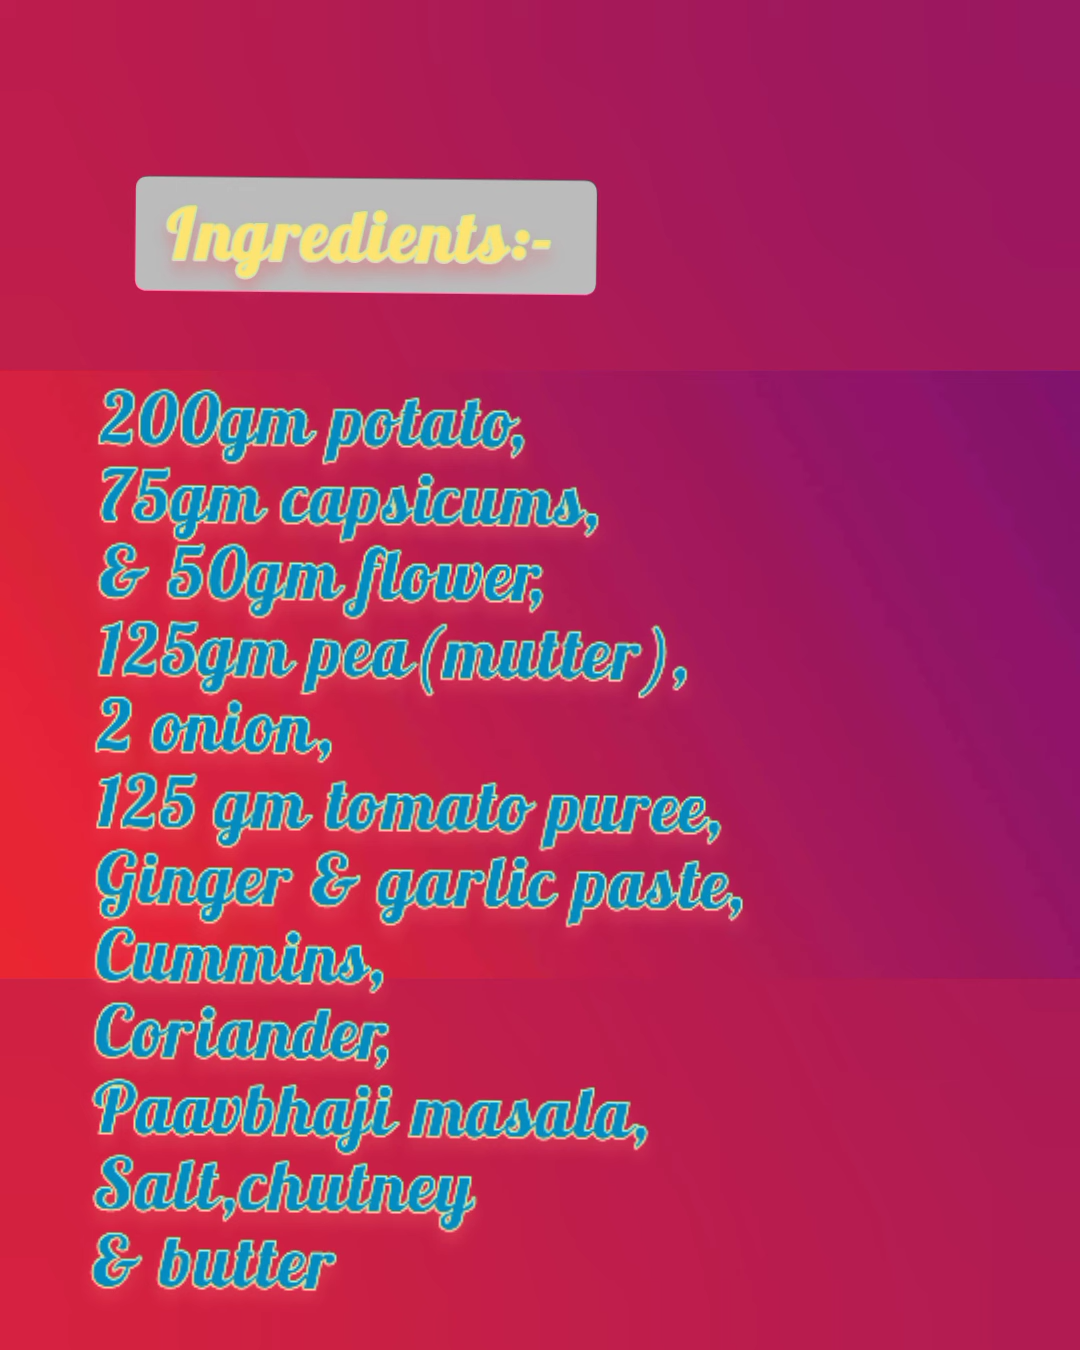 Ingredients:-
200gm potato,
75gm capsicums,
& 50gm flower,
125gm pea(mutter),
2 onion,
125 gm tomato puree,
Ginger & garlic paste,
Cummins,
Coriander,
Paavbhaji masala,
Salt,chutney
& butter